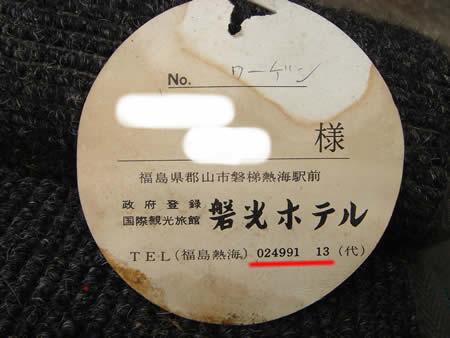 No. ワーゲン
様
福島県郡山市磐梯熱海駅前
政府登録
国際観光旅館 磐光ホテル
TEL(福島熱海) 024991 13 (代)